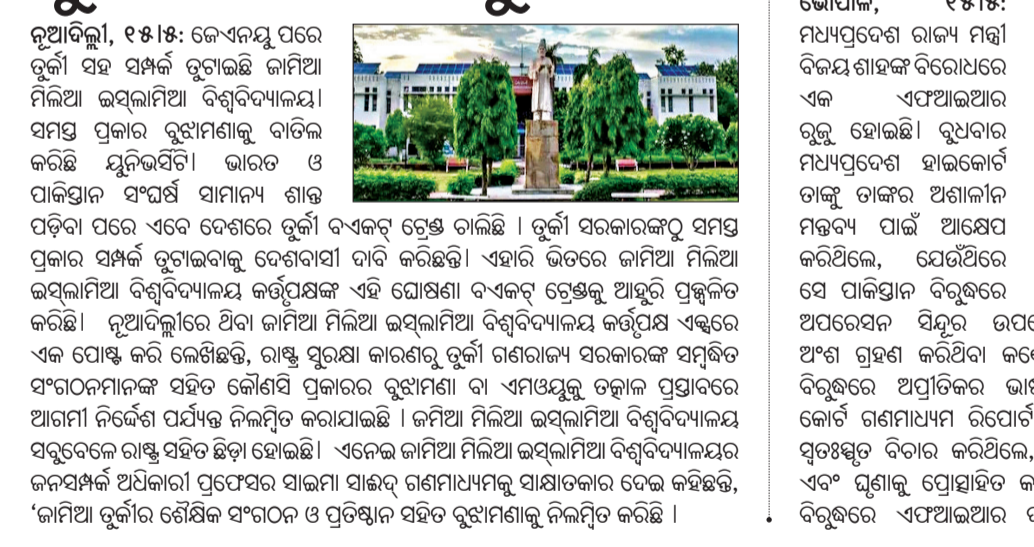 ନୂଆଦିଲ୍ଲୀ, ୧୫।୫: ଜେଏନୟୁ ପରେ
ତୁର୍କୀ ସହ ସମ୍ପର୍କ ତୁଟାଇଛି ଜାମିଆ
ମିଲିଆ ଇସ୍‌ଲାମିଆ ବିଶ୍ୱବିଦ୍ୟାଳୟ।
ସମସ୍ତ ପ୍ରକାର ବୁଝାମଣାକୁ ବାତିଲ
କରିଛି ୟୁନିଭର୍ସିଟି। ଭାରତ ଓ
ପାକିସ୍ତାନ ସଂଘର୍ଷ ସାମାନ୍ୟ ଶାନ୍ତ
ପଡ଼ିବା ପରେ ଏବେ ଦେଶରେ ତୁର୍କୀ ବଏକଟ୍ ଟ୍ରେଣ୍ଡ ଚାଲିଛି । ତୁର୍କୀ ସରକାରଙ୍କଠୁ ସମସ୍ତ
ପ୍ରକାର ସମ୍ପର୍କ ତୁଟାଇବାକୁ ଦେଶବାସୀ ଦାବି କରିଛନ୍ତି। ଏହାରି ଭିତରେ ଜାମିଆ ମିଲିଆ
ଇସ୍‌ଲାମିଆ ବିଶ୍ୱବିଦ୍ୟାଳୟ କର୍ତ୍ତୃପକ୍ଷଙ୍କ ଏହି ଘୋଷଣା ବଏକଟ୍ ଟ୍ରେଣ୍ଡକୁ ଆହୁରି ପ୍ରଜ୍ଜ୍ୱଳିତ
କରିଛି। ନୂଆଦିଲ୍ଲୀରେ ଥିବା ଜାମିଆ ମିଲିଆ ଇସ୍‌ଲାମିଆ ବିଶ୍ୱବିଦ୍ୟାଳୟ କର୍ତ୍ତୃପକ୍ଷ ଏକ୍ସରେ
ଏକ ପୋଷ୍ଟ କରି ଲେଖିଛନ୍ତି, ରାଷ୍ଟ୍ର ସୁରକ୍ଷା କାରଣରୁ ତୁର୍କୀ ଗଣରାଜ୍ୟ ସରକାରଙ୍କ ସମ୍ବନ୍ଧିତ
ସଂଗଠନମାନଙ୍କ ସହିତ କୌଣସି ପ୍ରକାରର ବୁଝାମଣା ବା ଏମଓୟୁକୁ ତତ୍କାଳ ପ୍ରସ୍ତାବରେ
ଆଗମୀ ନିର୍ଦ୍ଦେଶ ପର୍ଯ୍ୟନ୍ତ ନିଲମ୍ବିତ କରାଯାଇଛି । ଜମିଆ ମିଲିଆ ଇସ୍‌ଲାମିଆ ବିଶ୍ୱବିଦ୍ୟାଳୟ
ସବୁବେଳେ ରାଷ୍ଟ୍ର ସହିତ ଛିଡ଼ା ହୋଇଛି। ଏନେଇ ଜାମିଆ ମିଲିଆ ଇସ୍‌ଲାମିଆ ବିଶ୍ୱବିଦ୍ୟାଳୟର
ଜନସମ୍ପର୍କ ଅଧିକାରୀ ପ୍ରଫେସର ସାଇମା ସାଈଦ୍ ଗଣମାଧ୍ୟମକୁ ସାକ୍ଷାତକାର ଦେଇ କହିଛନ୍ତି,
‘ଜାମିଆ ତୁର୍କୀର ଶୈକ୍ଷିକ ସଂଗଠନ ଓ ପ୍ରତିଷ୍ଠାନ ସହିତ ବୁଝାମଣାକୁ ନିଲମ୍ବିତ କରିଛି ।
ଭୋପାଳ, ୧୫।୫:
ମଧ୍ୟପ୍ରଦେଶ ରାଜ୍ୟ ମନ୍ତ୍ରୀ
ବିଜୟ ଶାହଙ୍କ ବିରୋଧରେ
ଏକ ଏଫଆଇଆର
ରୁଜୁ ହୋଇଛି। ବୁଧବାର
ମଧ୍ୟପ୍ରଦେଶ ହାଇକୋର୍ଟ
ତାଙ୍କୁ ତାଙ୍କର ଅଶାଳୀନ
ମନ୍ତବ୍ୟ ପାଇଁ ଆକ୍ଷେପ
କରିଥିଲେ, ଯେଉଁଥିରେ
ସେ ପାକିସ୍ତାନ ବିରୁଦ୍ଧରେ
ଅପରେସନ ସିନ୍ଦୂର
ଅଂଶ ଗ୍ରହଣ କରିଥିବା
ବିରୁଦ୍ଧରେ ଅପ୍ରୀତିକର
କୋର୍ଟ ଗଣମାଧ୍ୟମ ରିପୋର୍ଟ
ସ୍ୱତଃସ୍ପୃତ ବିଚାର କରିଥିଲେ,
ଏବଂ ଘୃଣାକୁ ପ୍ରୋତ୍ସାହିତ
ବିରୁଦ୍ଧରେ ଏଫଆଇଆର